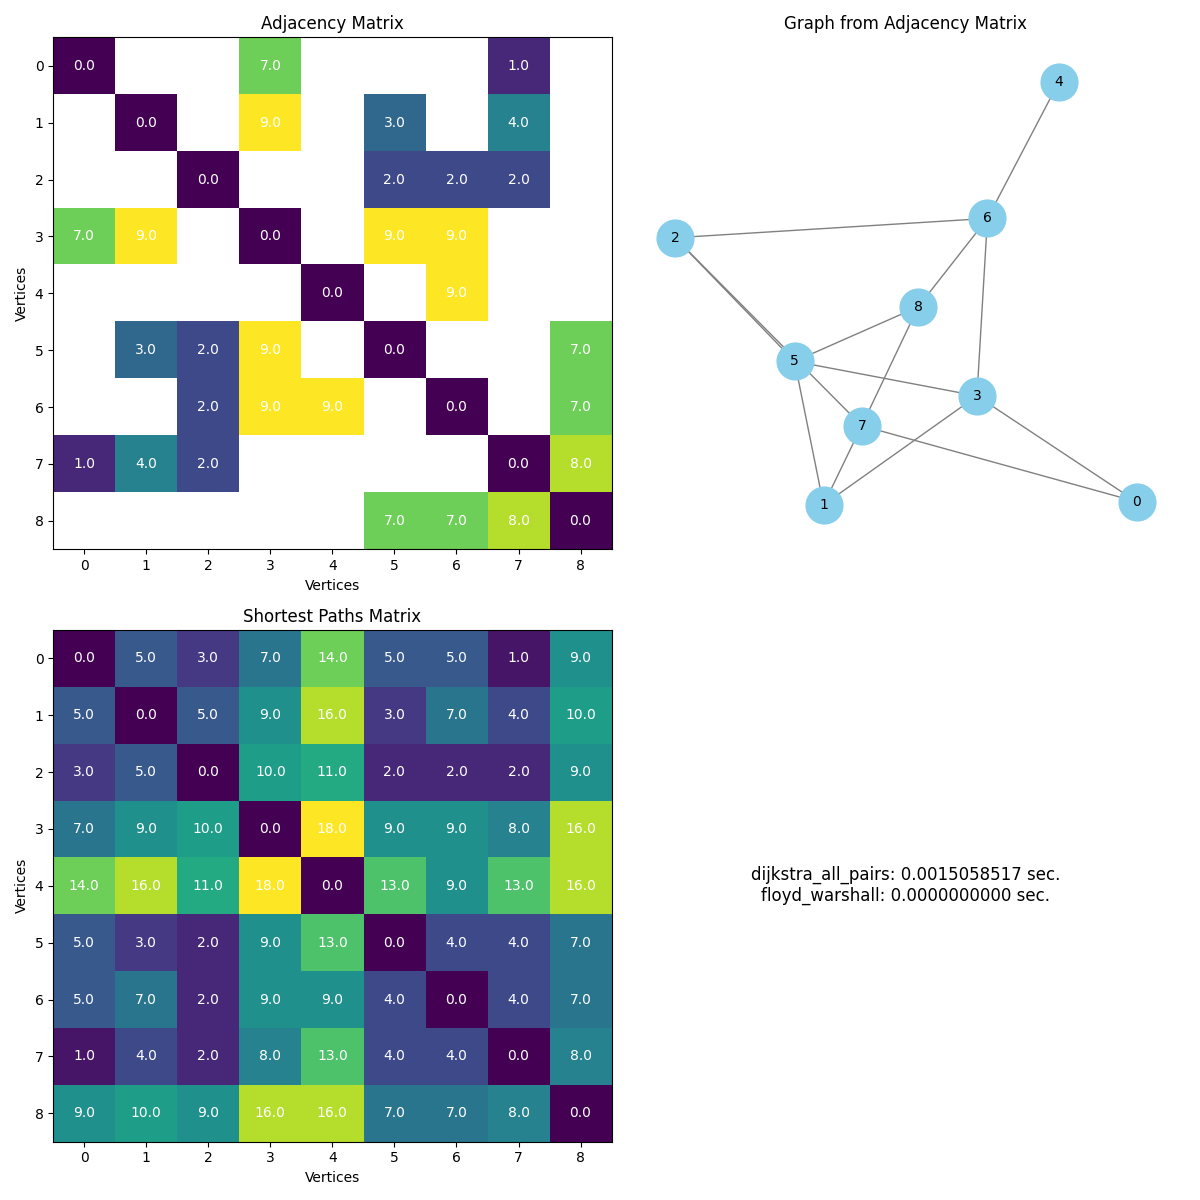 Adjacency Matrix
0 0.0 7.0 1.0
1 0.0 9.0 3.0 4.0
2 0.0 2.0 2.0 2.0
3 7.0 9.0 0.0 9.0 9.0
4 0.0 9.0
5 3.0 2.0 9.0 0.0 7.0
6 2.0 9.0 9.0 0.0 7.0
7 1.0 4.0 2.0 0.0 8.0
8 7.0 7.0 8.0 0.0
0 1 2 3 4 5 6 7 8
Vertices
Vertices
Graph from Adjacency Matrix
4
6
2
8
5
3
7
1
0
Shortest Paths Matrix
0 0.0 5.0 3.0 7.0 14.0 5.0 5.0 1.0 9.0
1 5.0 0.0 5.0 9.0 16.0 3.0 7.0 4.0 10.0
2 3.0 5.0 0.0 10.0 11.0 2.0 2.0 2.0 9.0
3 7.0 9.0 10.0 0.0 18.0 9.0 9.0 8.0 16.0
4 14.0 16.0 11.0 18.0 0.0 13.0 9.0 13.0 16.0
5 5.0 3.0 2.0 9.0 13.0 0.0 4.0 4.0 7.0
6 5.0 7.0 2.0 9.0 9.0 4.0 0.0 4.0 7.0
7 1.0 4.0 2.0 8.0 13.0 4.0 4.0 0.0 8.0
8 9.0 10.0 9.0 16.0 16.0 7.0 7.0 8.0 0.0
0 1 2 3 4 5 6 7 8
Vertices
Vertices
dijkstra_all_pairs: 0.0015058517 sec.
floyd_warshall: 0.0000000000 sec.